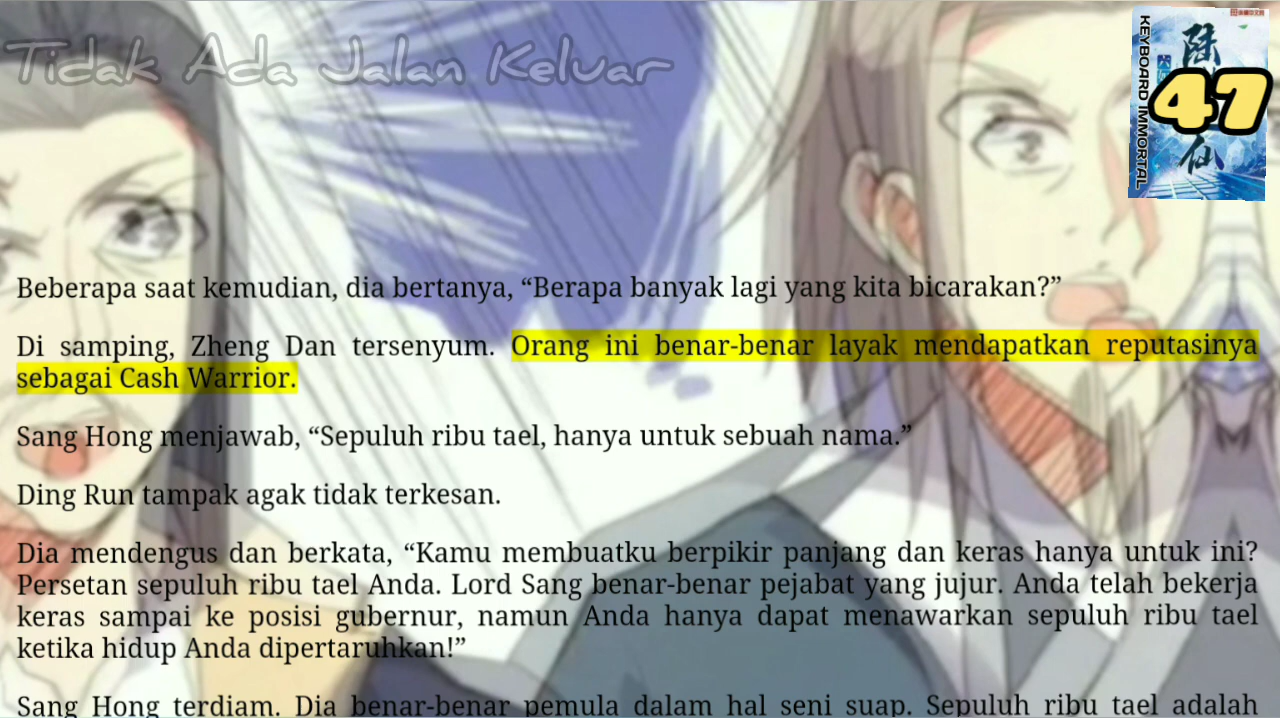 Tidak Ada Jalan Keluar
KEYBOARD IMMORTAL
47
Beberapa saat kemudian, dia bertanya, “Berapa banyak lagi yang kita bicarakan?”
Di samping, Zheng Dan tersenyum. Orang ini benar-benar layak mendapatkan reputasinya
sebagai Cash Warrior.
Sang Hong menjawab, “Sepuluh ribu tael, hanya untuk sebuah nama.”
Ding Run tampak agak tidak terkesan.
Dia mendengus dan berkata, “Kamu membuatku berpikir panjang dan keras hanya untuk ini?
Persetan sepuluh ribu tael Anda. Lord Sang benar-benar pejabat yang jujur. Anda telah bekerja
keras sampai ke posisi gubernur, namun Anda hanya dapat menawarkan sepuluh ribu tael
ketika hidup Anda dipertaruhkan!”
Sang Hong terdiam. Dia benar-benar pemula dalam hal seni suap. Sepuluh ribu tael adalah